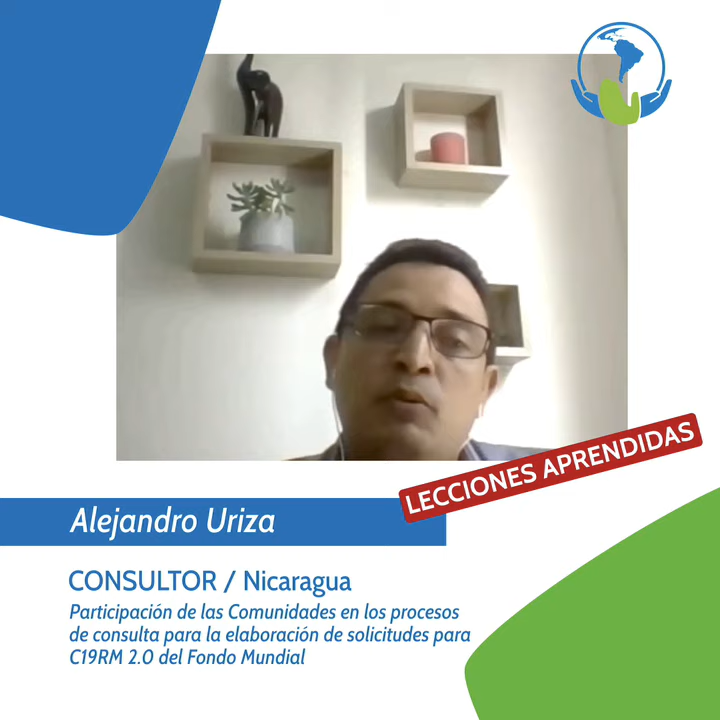 LECCIONES APRENDIDAS
Alejandro Uriza
CONSULTOR / Nicaragua
Participación de las Comunidades en los procesos
de consulta para la elaboración de solicitudes para
C19RM 2.0 del Fondo Mundial